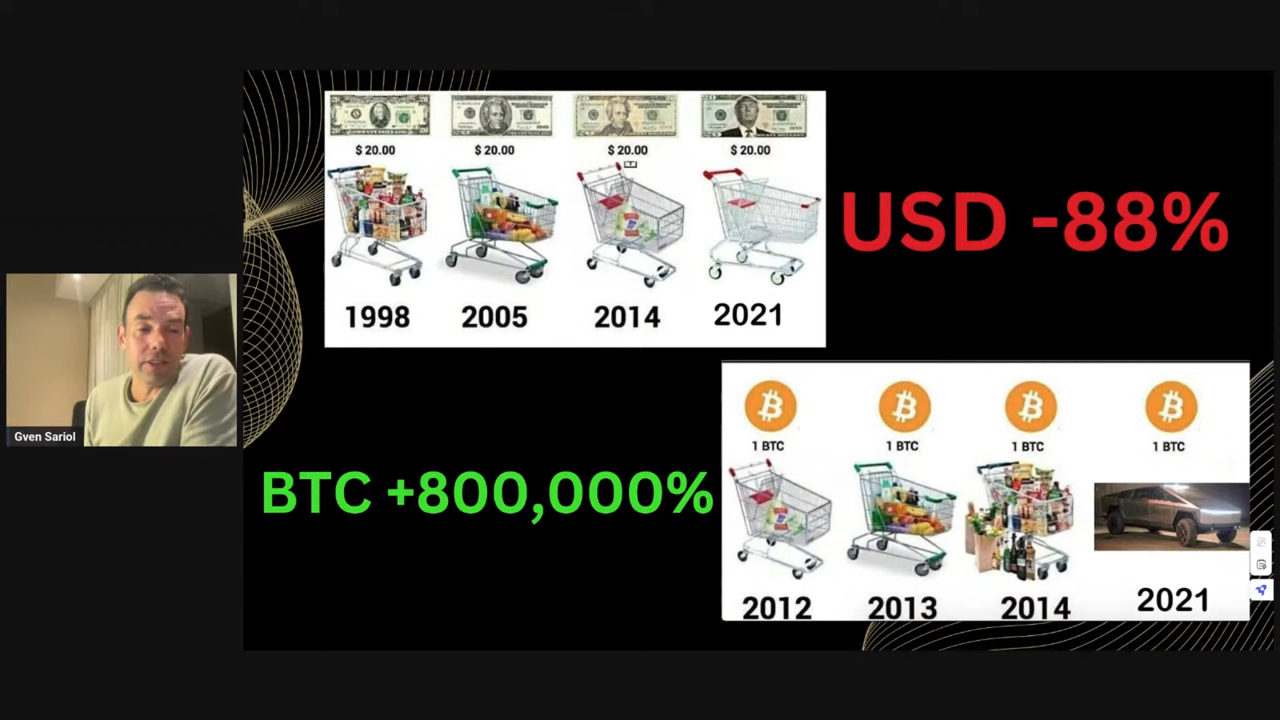 $ 20.00
$ 20.00
$ 20.00
$ 20.00
1998
2005
2014
2021
USD -88%
Gven Sariol
BTC +800,000%
1 BTC
1 BTC
1 BTC
1 BTC
2012
2013
2014
2021